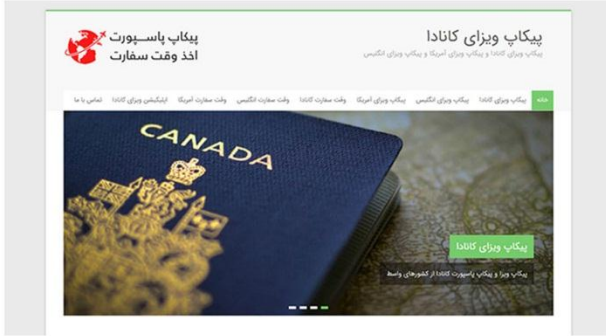 پیکاپ ویزای کانادا
پیکاپ ویزای کانادا و پیکاپ ویزای آمریکا و پیکاپ ویزای انگلیس
پیکاپ پاســپورت
اخذ وقت سفارت
خانه پیکاپ ویزای کانادا پیکاپ ویزای انگلیس پیکاپ ویزای آمریکا وقت سفارت کانادا وقت سفارت انگلیس وقت سفارت آمریکا اپلیکیشن ویزای کانادا تماس با ما
CANADA
پیکاپ ویزای کانادا
پیکاپ ویزا و پیکاپ پاسپورت کانادا از کشورهای واسط